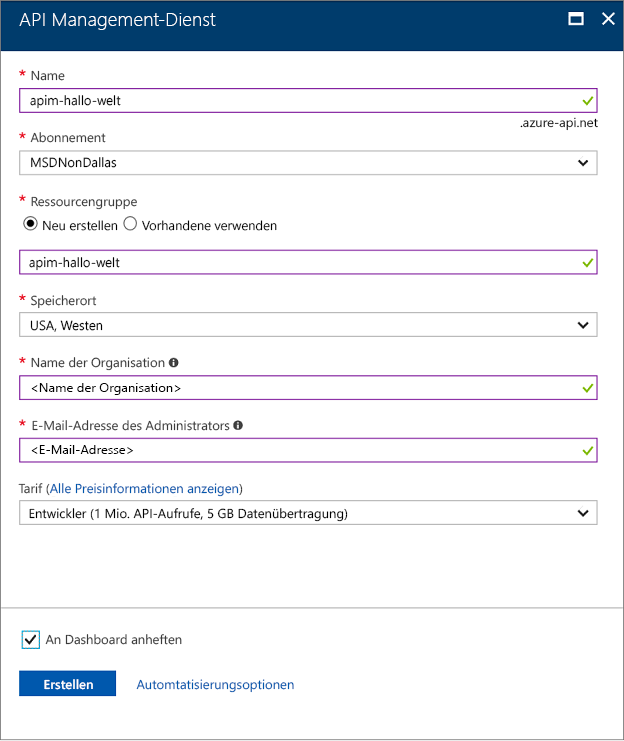 API Management-Dienst
* Name
apim-hallo-welt
.azure-api.net
* Abonnement
MSDNonDallas
* Ressourcengruppe
Neu erstellen Vorhandene verwenden
apim-hallo-welt
* Speicherort
USA, Westen
* Name der Organisation
<Name der Organisation>
* E-Mail-Adresse des Administrators
<E-Mail-Adresse>
Tarif (Alle Preisinformationen anzeigen)
Entwickler (1 Mio. API-Aufrufe, 5 GB Datenübertragung)
An Dashboard anheften
Erstellen Automtatisierungsoptionen